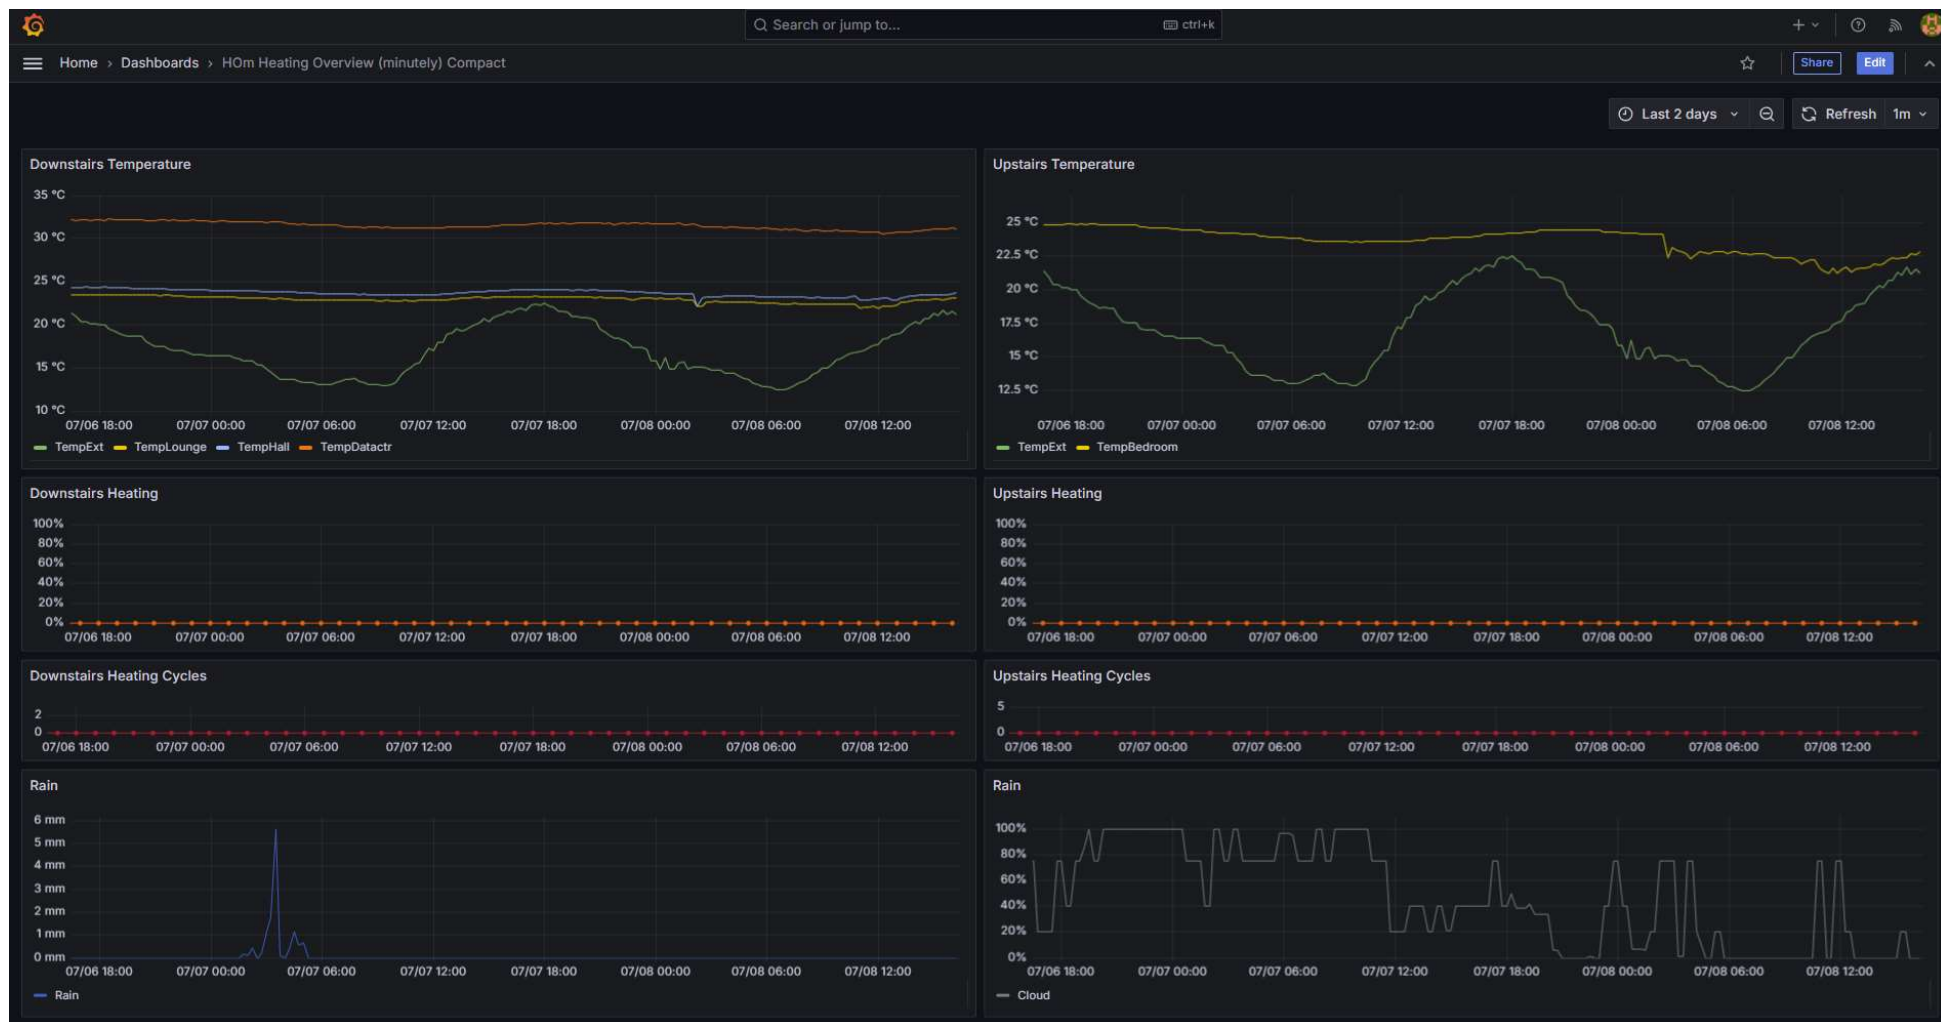 Search or jump to... ctrl+k
Home › Dashboards › HOm Heating Overview (minutely) Compact
Share Edit
Last 2 days Refresh 1m
Downstairs Temperature
35 °C
30 °C
25 °C
20 °C
15 °C
10 °C
07/06 18:00 07/07 00:00 07/07 06:00 07/07 12:00 07/07 18:00 07/08 00:00 07/08 06:00 07/08 12:00
TempExt TempLounge TempHall TempDatactr
Upstairs Temperature
25 °C
22.5 °C
20 °C
17.5 °C
15 °C
12.5 °C
07/06 18:00 07/07 00:00 07/07 06:00 07/07 12:00 07/07 18:00 07/08 00:00 07/08 06:00 07/08 12:00
TempExt TempBedroom
Downstairs Heating
100%
80%
60%
40%
20%
0%
07/06 18:00 07/07 00:00 07/07 06:00 07/07 12:00 07/07 18:00 07/08 00:00 07/08 06:00 07/08 12:00
Upstairs Heating
100%
80%
60%
40%
20%
0%
07/06 18:00 07/07 00:00 07/07 06:00 07/07 12:00 07/07 18:00 07/08 00:00 07/08 06:00 07/08 12:00
Downstairs Heating Cycles
2
0
07/06 18:00 07/07 00:00 07/07 06:00 07/07 12:00 07/07 18:00 07/08 00:00 07/08 06:00 07/08 12:00
Upstairs Heating Cycles
5
0
07/06 18:00 07/07 00:00 07/07 06:00 07/07 12:00 07/07 18:00 07/08 00:00 07/08 06:00 07/08 12:00
Rain
6 mm
5 mm
4 mm
3 mm
2 mm
1 mm
0 mm
07/06 18:00 07/07 00:00 07/07 06:00 07/07 12:00 07/07 18:00 07/08 00:00 07/08 06:00 07/08 12:00
Rain
Rain
100%
80%
60%
40%
20%
0%
07/06 18:00 07/07 00:00 07/07 06:00 07/07 12:00 07/07 18:00 07/08 00:00 07/08 06:00 07/08 12:00
Cloud